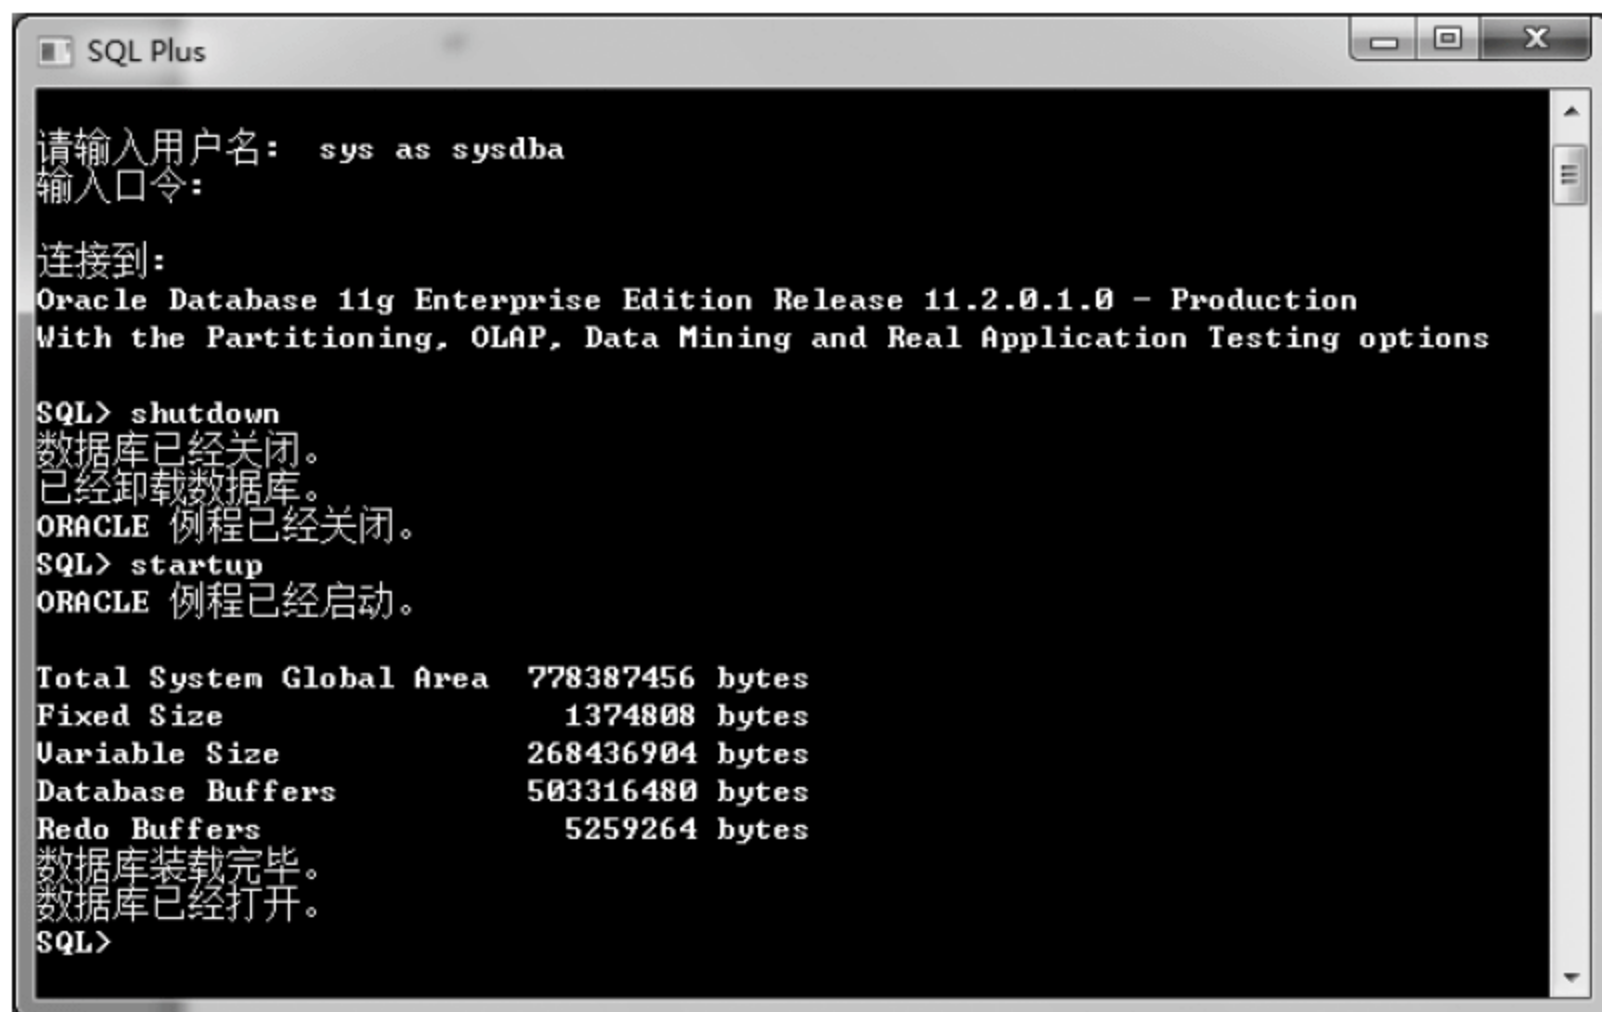 SQL Plus
请输入用户名:  sys as sysdba
输入口令:
连接到:
Oracle Database 11g Enterprise Edition Release 11.2.0.1.0 - Production
With the Partitioning, OLAP, Data Mining and Real Application Testing options
SQL> shutdown
数据库已经关闭。
已经卸载数据库。
ORACLE 例程已经关闭。
SQL> startup
ORACLE 例程已经启动。
Total System Global Area  778387456 bytes
Fixed Size                  1374808 bytes
Variable Size             268436904 bytes
Database Buffers          503316480 bytes
Redo Buffers                5259264 bytes
数据库装载完毕。
数据库已经打开。
SQL>